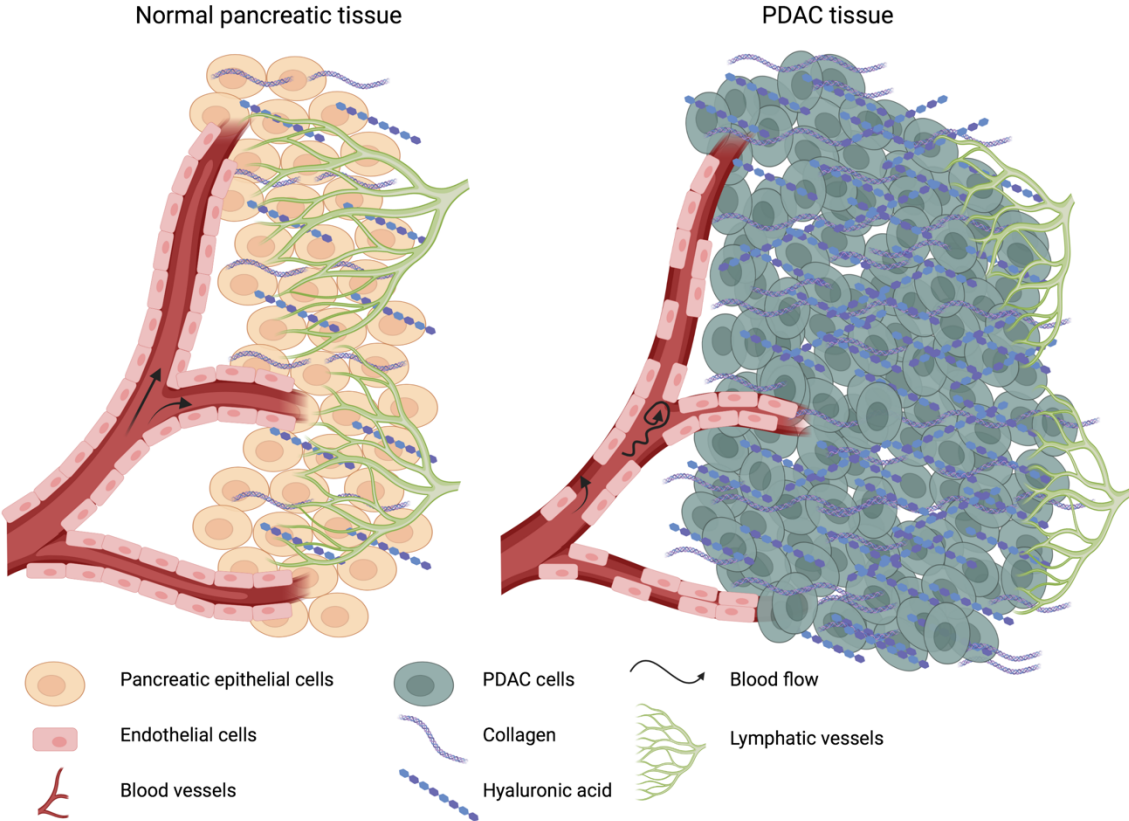 Normal pancreatic tissue
PDAC tissue
Pancreatic epithelial cells
PDAC cells
Blood flow
Endothelial cells
Collagen
Lymphatic vessels
Blood vessels
Hyaluronic acid